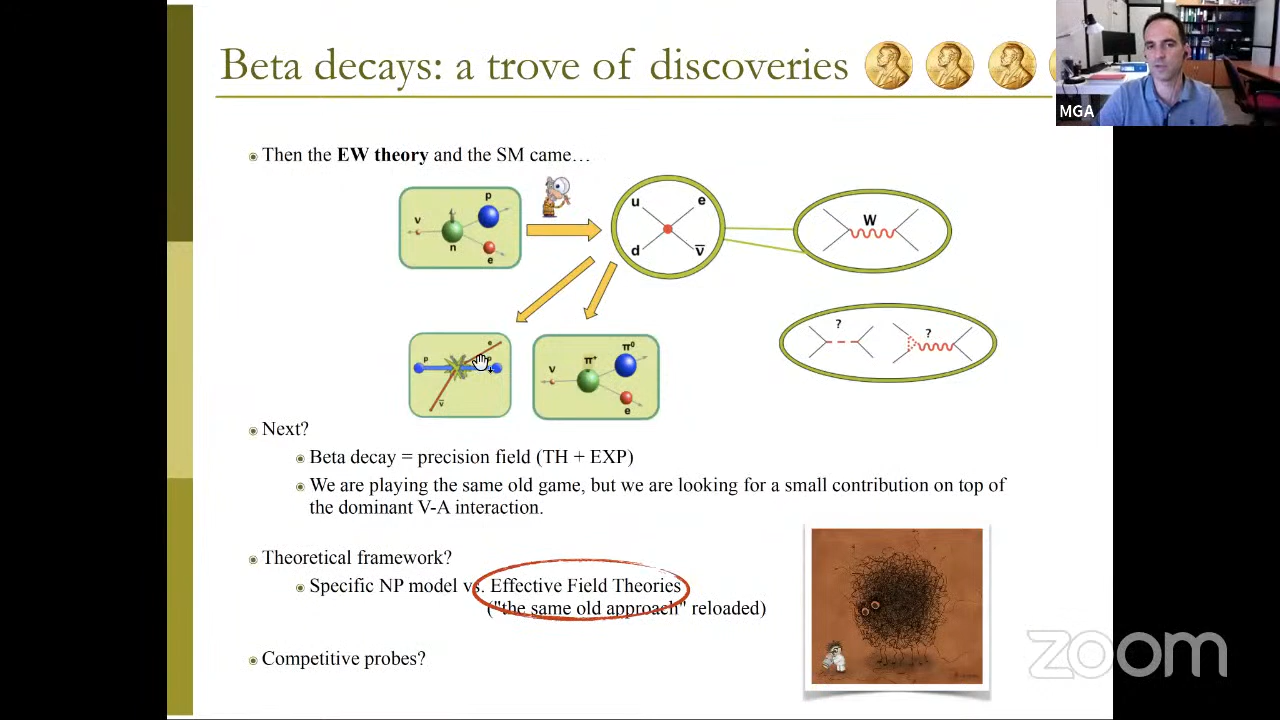 Beta decays: a trove of discoveries
MGA
Then the EW theory and the SM came…
ν
p
n
e
u
e
d
ν̅
W
p
e
p
ν̅
ν
π⁺
π⁰
e
?
?
Next?
Beta decay = precision field (TH + EXP)
We are playing the same old game, but we are looking for a small contribution on top of
the dominant V-A interaction.
Theoretical framework?
Specific NP model vs. Effective Field Theories
("the same old approach" reloaded)
Competitive probes?
zoom